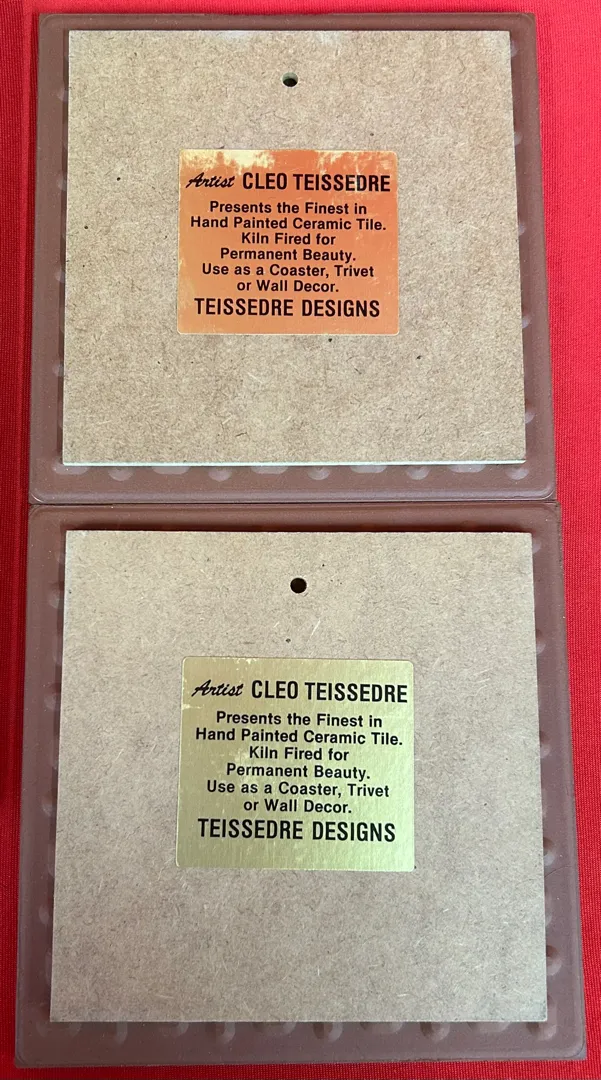 Artist CLEO TEISSEDRE
Presents the Finest in
Hand Painted Ceramic Tile.
Kiln Fired for
Permanent Beauty.
Use as a Coaster, Trivet
or Wall Decor.
TEISSEDRE DESIGNS
Artist CLEO TEISSEDRE
Presents the Finest in
Hand Painted Ceramic Tile.
Kiln Fired for
Permanent Beauty.
Use as a Coaster, Trivet
or Wall Decor.
TEISSEDRE DESIGNS